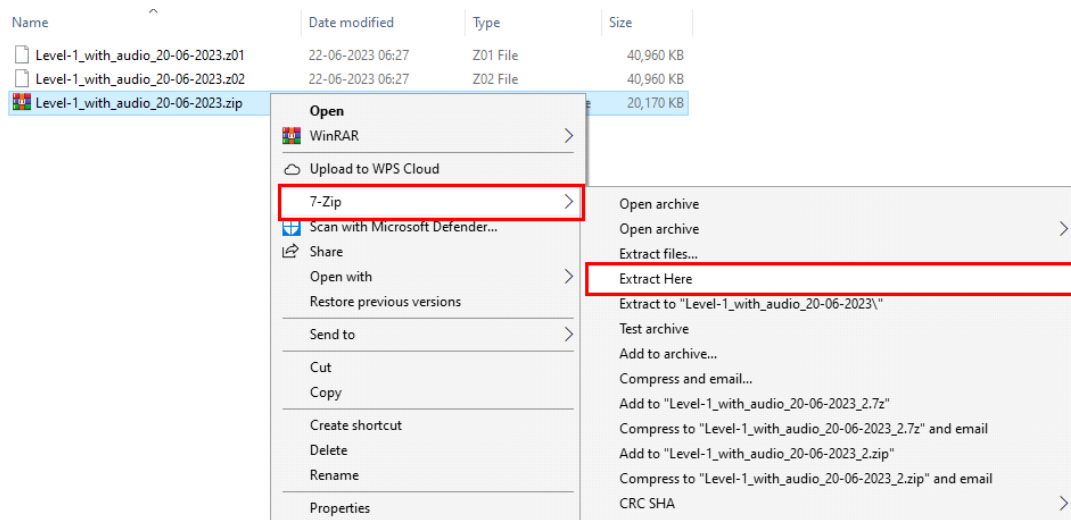 Name Date modified Type Size
Level-1_with_audio_20-06-2023.z01 22-06-2023 06:27 Z01 File 40,960 KB
Level-1_with_audio_20-06-2023.z02 22-06-2023 06:27 Z02 File 40,960 KB
Level-1_with_audio_20-06-2023.zip 20,170 KB
Open
WinRAR
Upload to WPS Cloud
7-Zip
Scan with Microsoft Defender...
Share
Open with
Restore previous versions
Send to
Cut
Copy
Create shortcut
Delete
Rename
Properties
Open archive
Open archive
Extract files...
Extract Here
Extract to "Level-1_with_audio_20-06-2023\"
Test archive
Add to archive...
Compress and email...
Add to "Level-1_with_audio_20-06-2023_2.7z"
Compress to "Level-1_with_audio_20-06-2023_2.7z" and email
Add to "Level-1_with_audio_20-06-2023_2.zip"
Compress to "Level-1_with_audio_20-06-2023_2.zip" and email
CRC SHA